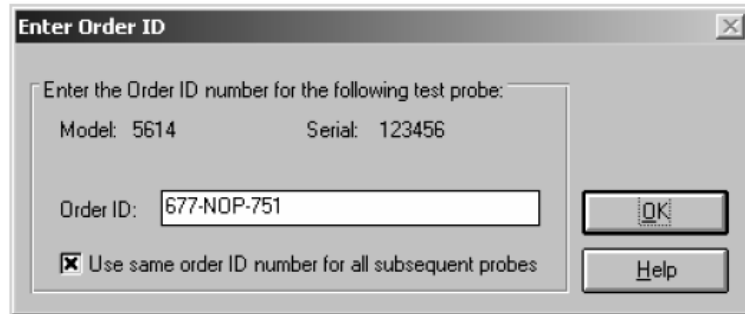 Enter Order ID
Enter the Order ID number for the following test probe:
Model: 5614 Serial: 123456
Order ID: 677-NOP-751
OK
Use same order ID number for all subsequent probes
Help